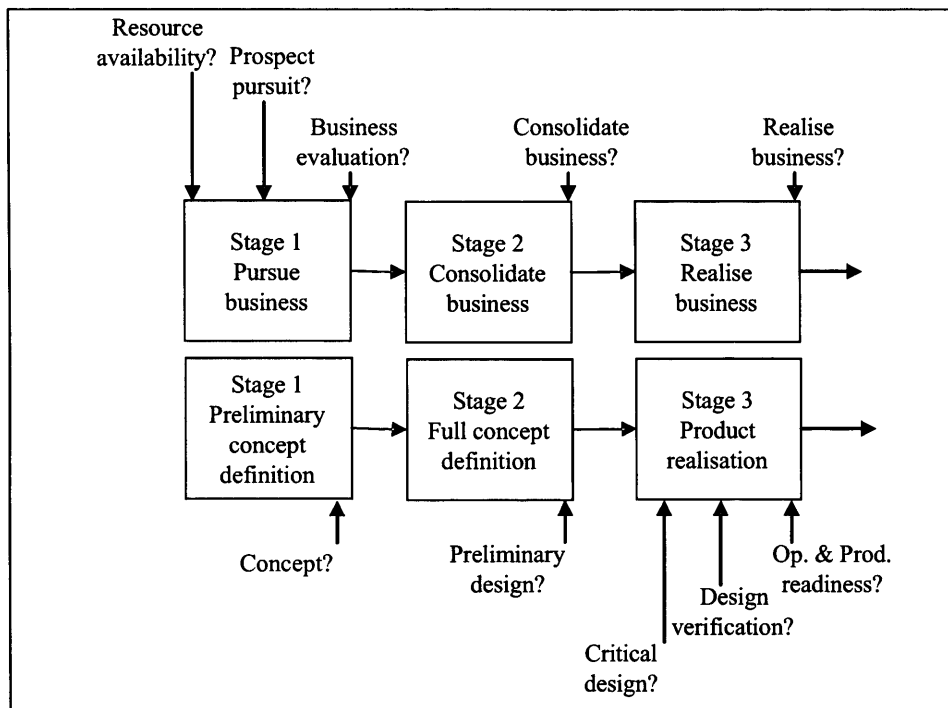 Resource
availability?
Prospect
pursuit?
Business
evaluation?
Consolidate
business?
Realise
business?
Stage 1
Pursue
business
Stage 2
Consolidate
business
Stage 3
Realise
business
Stage 1
Preliminary
concept
definition
Stage 2
Full concept
definition
Stage 3
Product
realisation
Concept?
Preliminary
design?
Op. & Prod.
readiness?
Design
verification?
Critical
design?